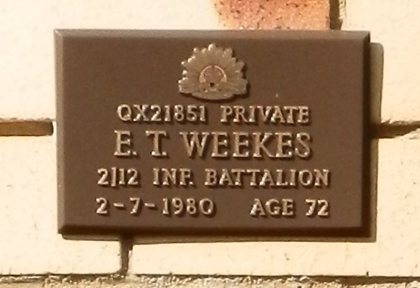 QX21851 PRIVATE
E. T. WEEKES
2/12 INF. BATTALION
2-7-1980 AGE 72